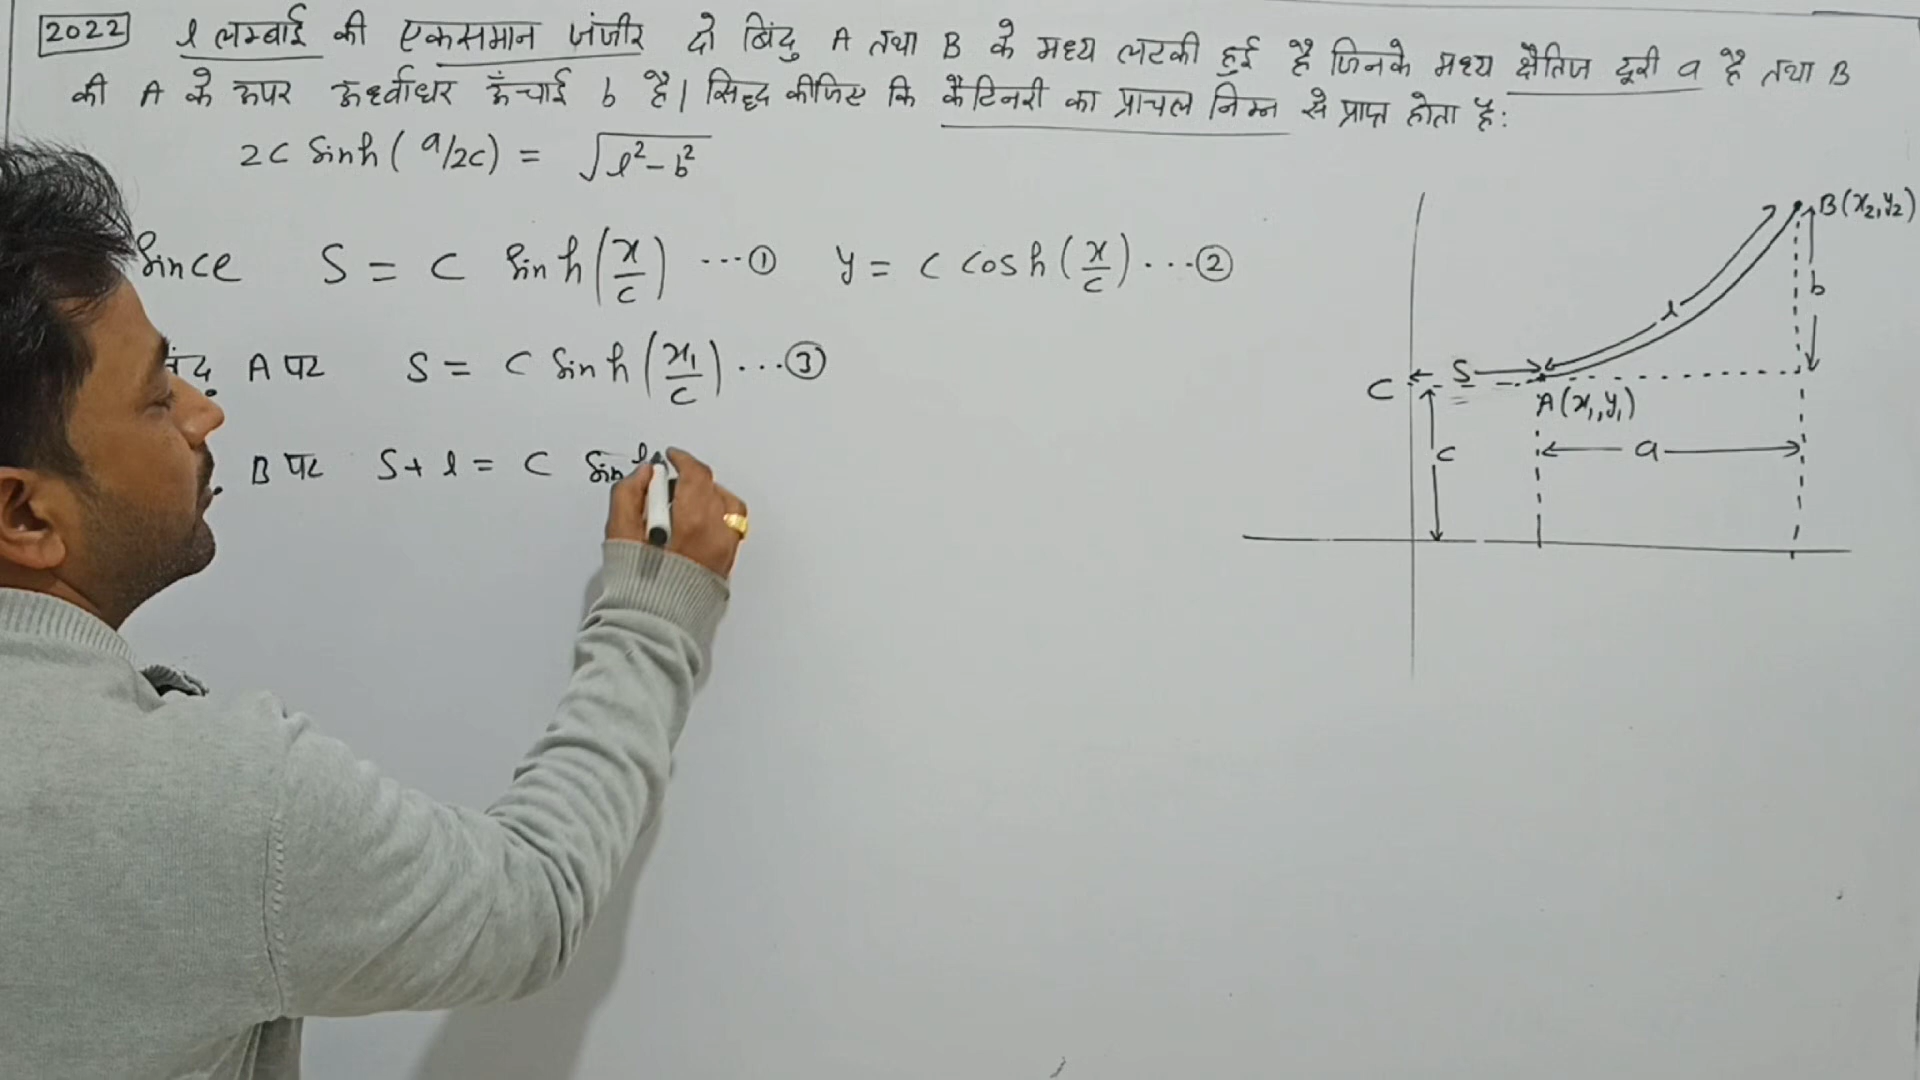 2022 l लम्बाई की एकसमान जंजीर दो बिंदु A तथा B के मध्य लटकी हुई है जिनके मध्य क्षैतिज दूरी a है तथा B
की A के ऊपर ऊर्ध्वाधर ऊँचाई b है। सिद्ध कीजिए कि कैटिनरी का प्राचल निम्न से प्राप्त होता है:
2C Sinh( a/2c) = √l²-b²
Since S = C Sinh(x/c) ...① y = C Cosh(x/c) ...②
A पर S = C Sinh(x₁/c) ...③
B पर S+l = C Sin
B(x₂,y₂)
b
l
C
S
A(x₁,y₁)
C
a